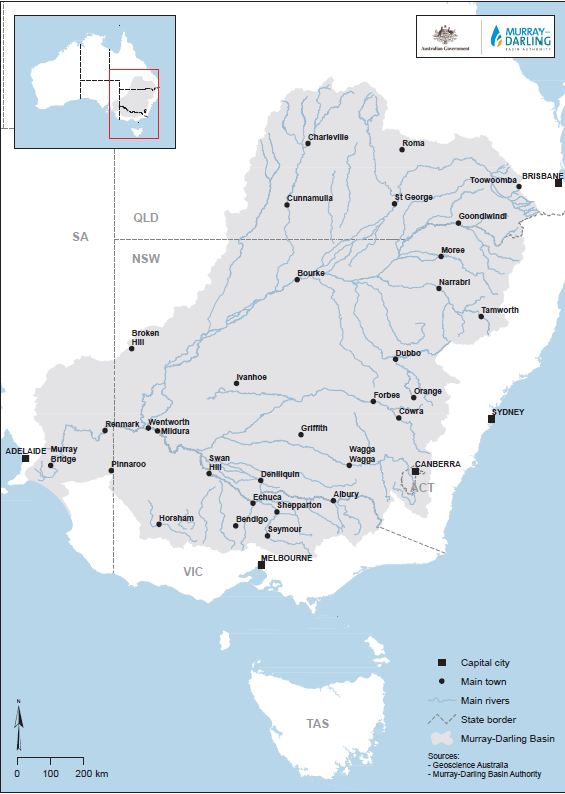 Australian Government
MURRAY–
DARLING
BASIN AUTHORITY
Charleville
Roma
Toowoomba
BRISBANE
Cunnamulla
St George
Goondiwindi
QLD
SA
NSW
Moree
Bourke
Narrabri
Tamworth
Broken
Hill
Dubbo
Ivanhoe
Forbes
Orange
Cowra
SYDNEY
Renmark
Wentworth
Mildura
Griffith
ADELAIDE
Murray
Bridge
Pinnaroo
Swan
Hill
Wagga
Wagga
CANBERRA
ACT
Deniliquin
Echuca
Albury
Shepparton
Horsham
Bendigo
Seymour
MELBOURNE
VIC
TAS
Capital city
Main town
Main rivers
State border
Murray-Darling Basin
Sources:
- Geoscience Australia
- Murray-Darling Basin Authority
N
0 100 200 km